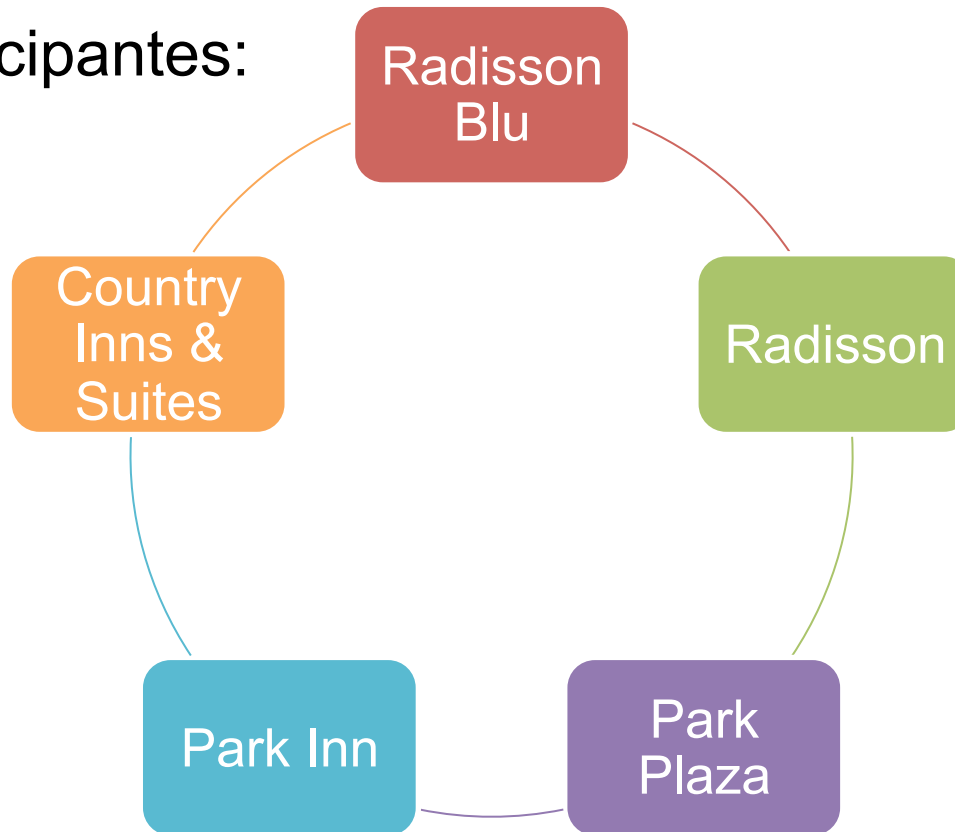 cipantes:
Radisson
Blu
Country
Inns &
Suites
Radisson
Park Inn
Park
Plaza